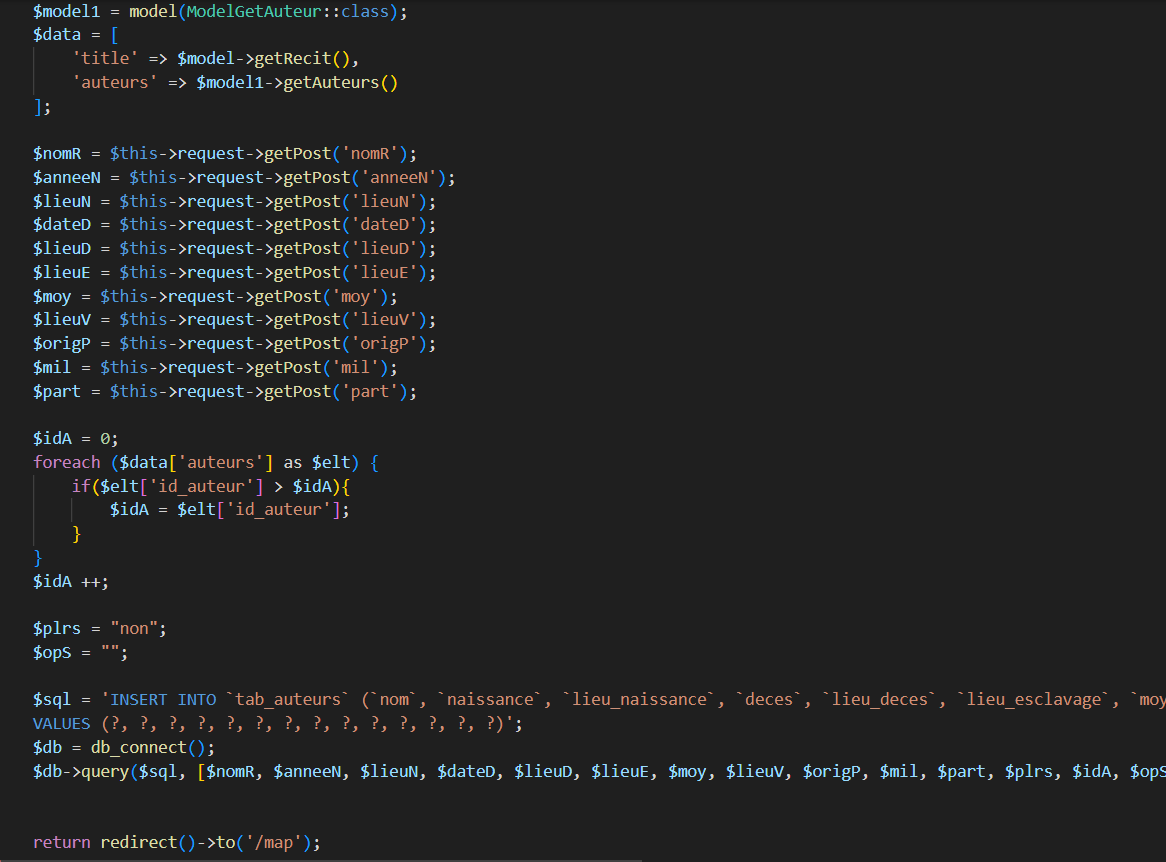 $model1 = model(ModelGetAuteur::class);
$data = [
'title' => $model->getRecit(),
'auteurs' => $model1->getAuteurs()
];
$nomR = $this->request->getPost('nomR');
$anneeN = $this->request->getPost('anneeN');
$lieuN = $this->request->getPost('lieuN');
$dateD = $this->request->getPost('dateD');
$lieuD = $this->request->getPost('lieuD');
$lieuE = $this->request->getPost('lieuE');
$moy = $this->request->getPost('moy');
$lieuV = $this->request->getPost('lieuV');
$origP = $this->request->getPost('origP');
$mil = $this->request->getPost('mil');
$part = $this->request->getPost('part');
$idA = 0;
foreach ($data['auteurs'] as $elt) {
if($elt['id_auteur'] > $idA){
$idA = $elt['id_auteur'];
}
}
$idA ++;
$plrs = "non";
$opS = "";
$sql = 'INSERT INTO `tab_auteurs` (`nom`, `naissance`, `lieu_naissance`, `deces`, `lieu_deces`, `lieu_esclavage`, `moy
VALUES (?, ?, ?, ?, ?, ?, ?, ?, ?, ?, ?, ?, ?, ?)';
$db = db_connect();
$db->query($sql, [$nomR, $anneeN, $lieuN, $dateD, $lieuD, $lieuE, $moy, $lieuV, $origP, $mil, $part, $plrs, $idA, $opS
return redirect()->to('/map');